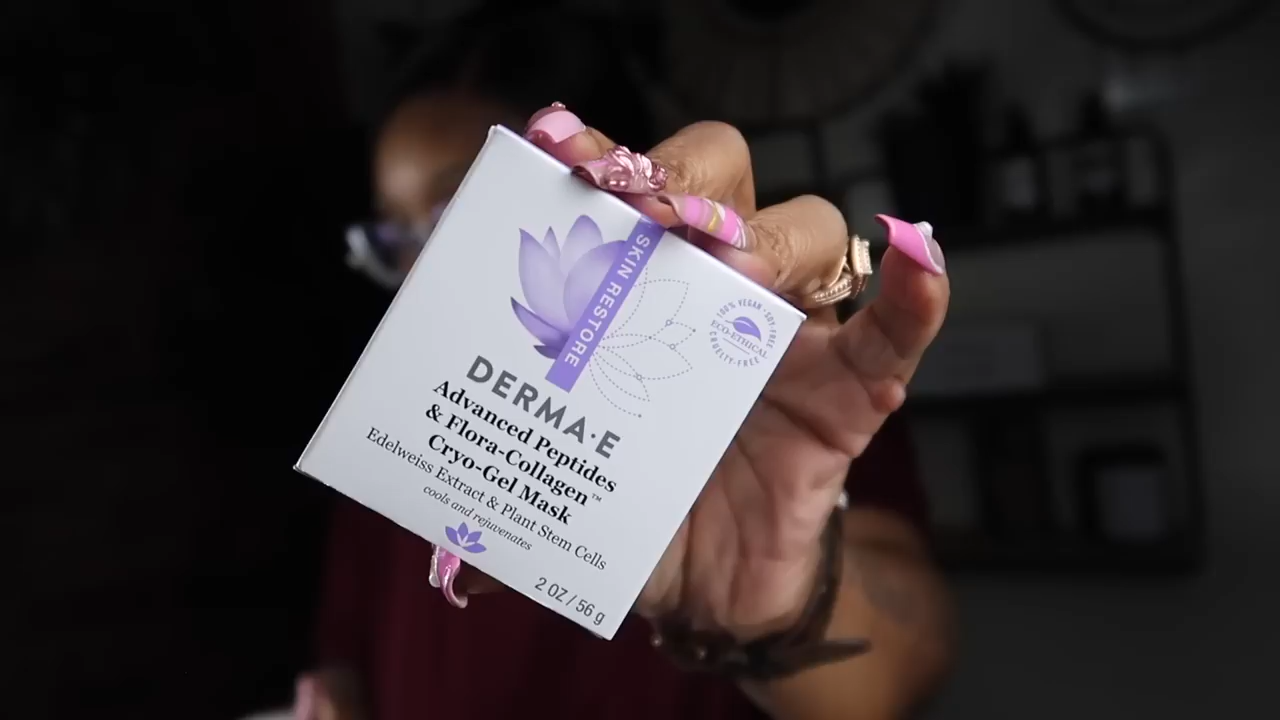 SKIN RESTORE
100% VEGAN • SOY-FREE
ECO-ETHICAL
CRUELTY-FREE
DERMA·E
Advanced Peptides
& Flora-Collagen™
Cryo-Gel Mask
Edelweiss Extract & Plant Stem Cells
cools and rejuvenates
2 OZ / 56 g